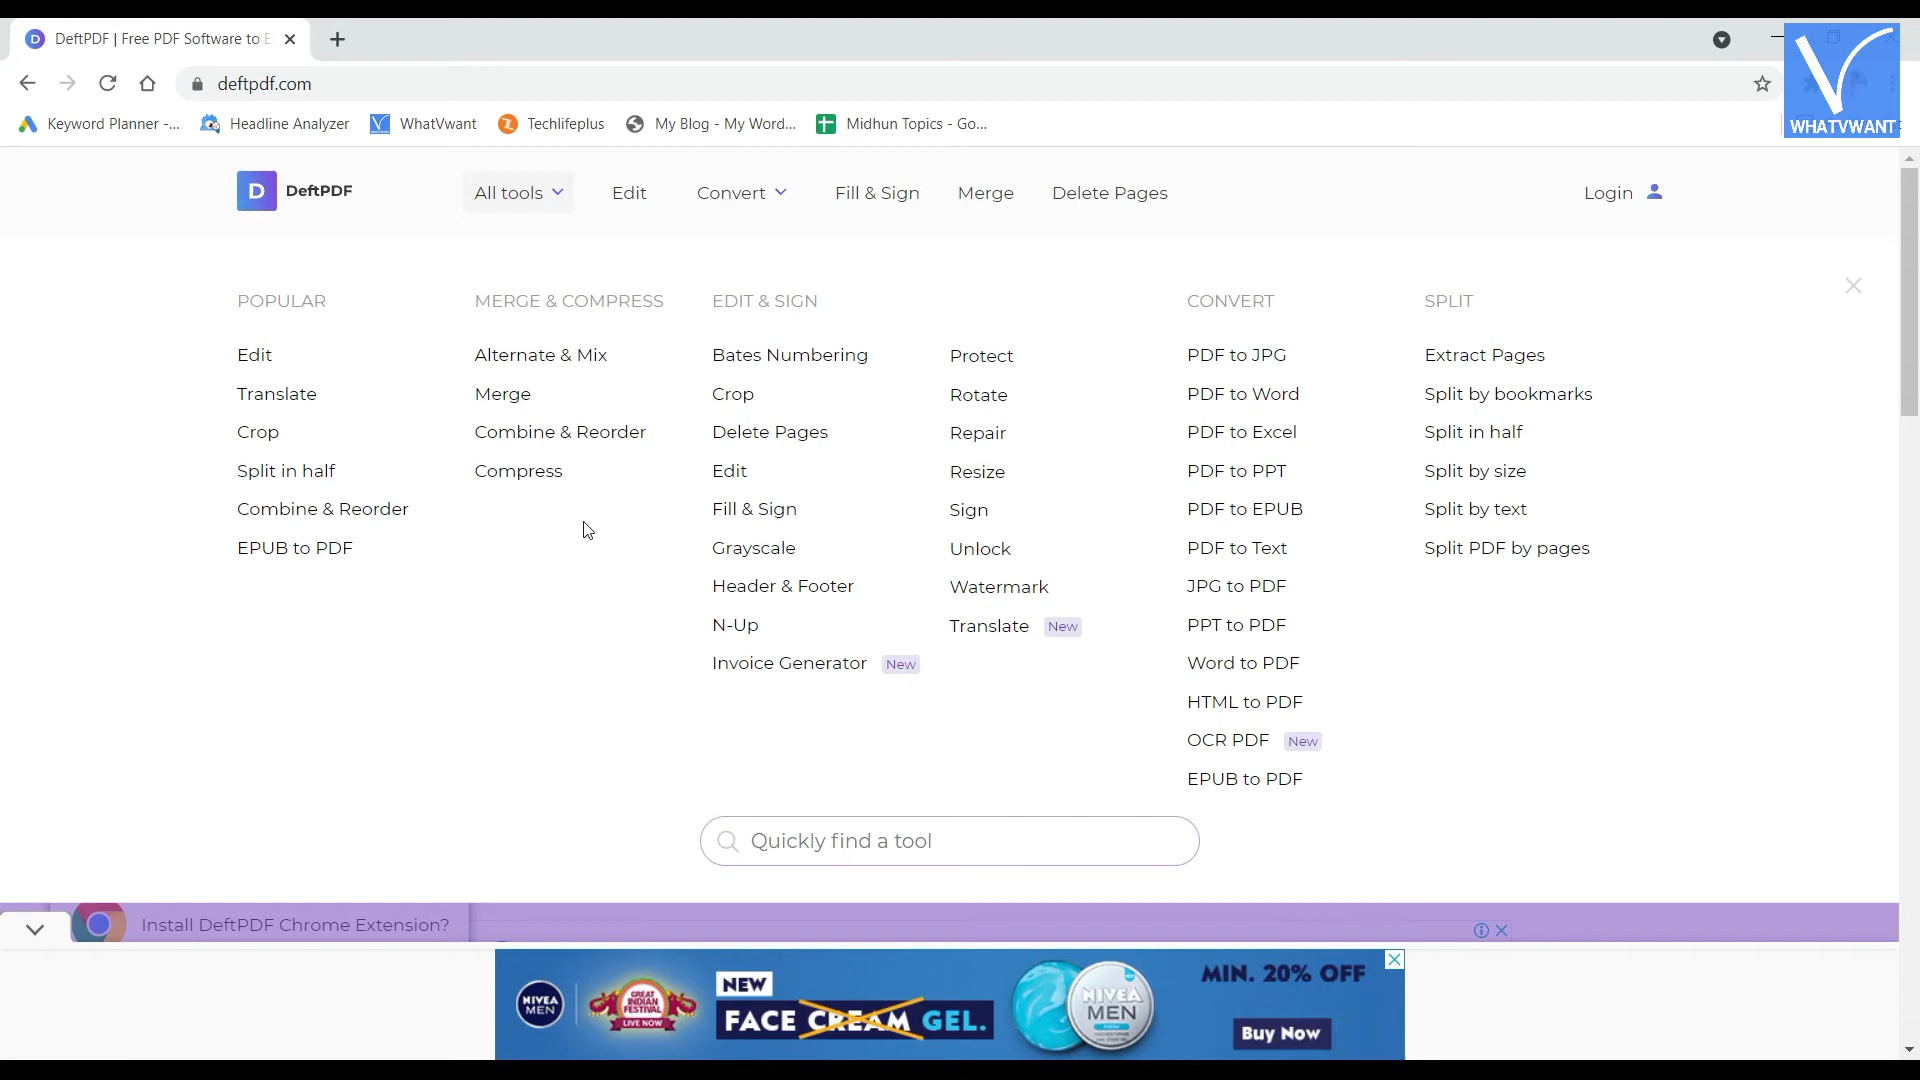 DeftPDF | Free PDF Software to E
deftpdf.com
Keyword Planner -... Headline Analyzer WhatVwant Techlifeplus My Blog - My Word... Midhun Topics - Go...
WHATVWANT
D DeftPDF All tools Edit Convert Fill & Sign Merge Delete Pages Login
POPULAR
Edit
Translate
Crop
Split in half
Combine & Reorder
EPUB to PDF
MERGE & COMPRESS
Alternate & Mix
Merge
Combine & Reorder
Compress
EDIT & SIGN
Bates Numbering
Crop
Delete Pages
Edit
Fill & Sign
Grayscale
Header & Footer
N-Up
Invoice Generator New
Protect
Rotate
Repair
Resize
Sign
Unlock
Watermark
Translate New
CONVERT
PDF to JPG
PDF to Word
PDF to Excel
PDF to PPT
PDF to EPUB
PDF to Text
JPG to PDF
PPT to PDF
Word to PDF
HTML to PDF
OCR PDF New
EPUB to PDF
SPLIT
Extract Pages
Split by bookmarks
Split in half
Split by size
Split by text
Split PDF by pages
Quickly find a tool
Install DeftPDF Chrome Extension?
NIVEA
MEN
GREAT
INDIAN
FESTIVAL
LIVE NOW
NEW
FACE CREAM GEL.
NIVEA
MEN
MIN. 20% OFF
Buy Now